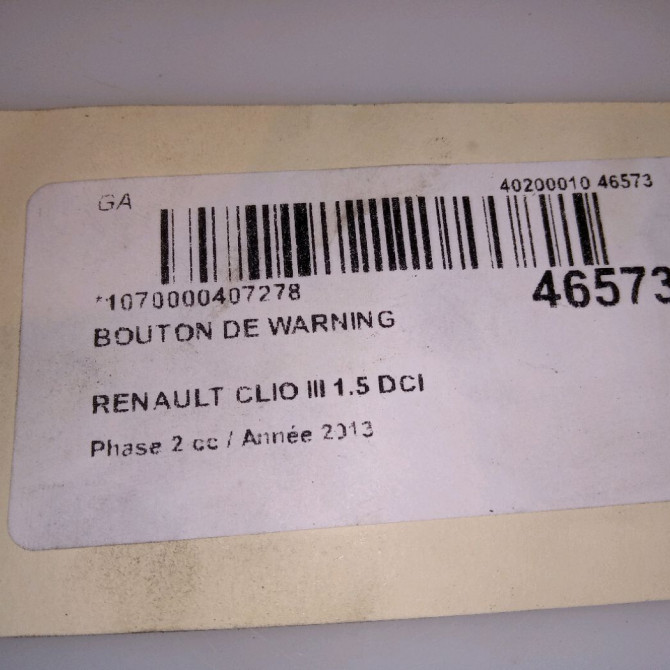 GA
40200010 46573
*1070000407278
46573
BOUTON DE WARNING
RENAULT CLIO III 1.5 DCI
Phase 2 cc / Année 2013